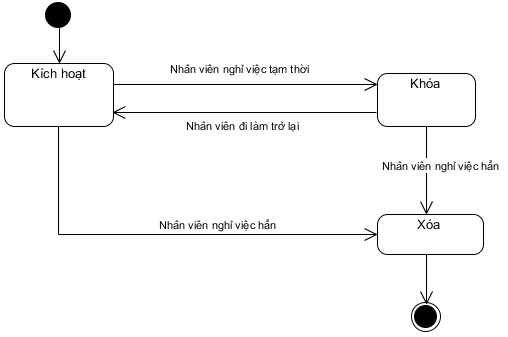 Kích hoạt
Nhân viên nghỉ việc tạm thời
Khóa
Nhân viên đi làm trở lại
Nhân viên nghỉ việc hẳn
Nhân viên nghỉ việc hẳn
Xóa